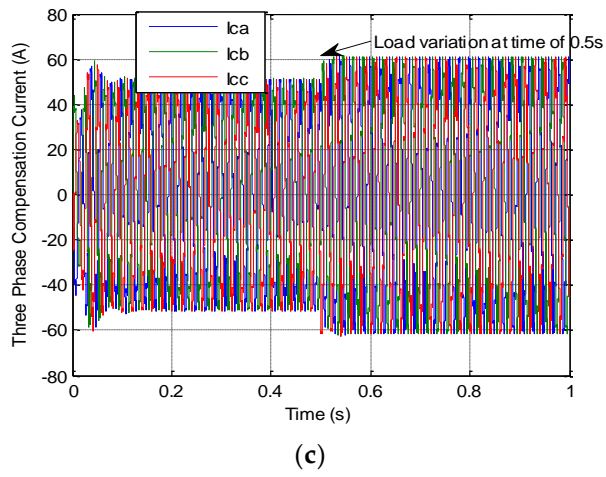 Three Phase Compensation Current (A)
80
60
40
20
0
-20
-40
-60
-80
Ica
Icb
Icc
Load variation at time of 0.5s
0
0.2
0.4
0.6
0.8
1
Time (s)
(c)